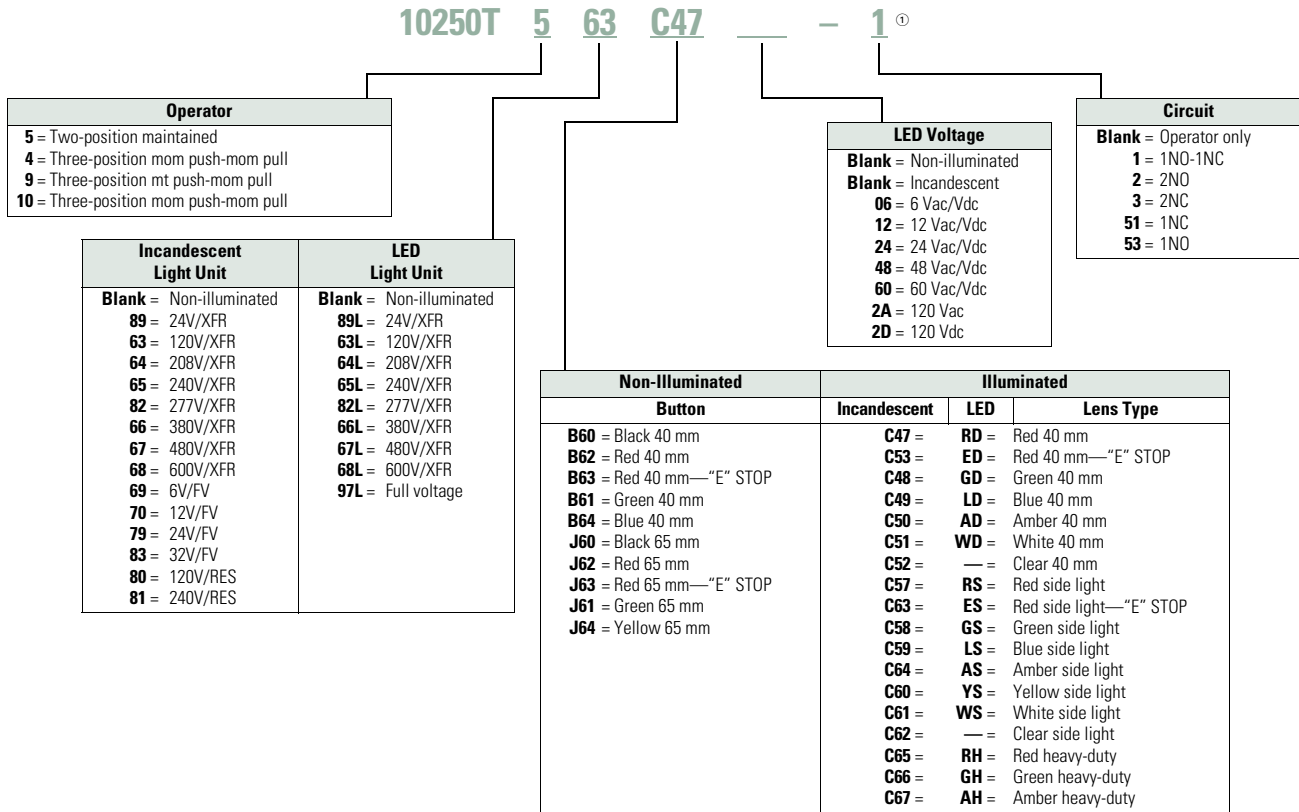 10250T 5 63 C47 ___ – 1 ①
Operator
5 = Two-position maintained
4 = Three-position mom push-mom pull
9 = Three-position mt push-mom pull
10 = Three-position mom push-mom pull
Incandescent Light Unit
Blank = Non-illuminated
89 = 24V/XFR
63 = 120V/XFR
64 = 208V/XFR
65 = 240V/XFR
82 = 277V/XFR
66 = 380V/XFR
67 = 480V/XFR
68 = 600V/XFR
69 = 6V/FV
70 = 12V/FV
79 = 24V/FV
83 = 32V/FV
80 = 120V/RES
81 = 240V/RES
LED Light Unit
Blank = Non-illuminated
89L = 24V/XFR
63L = 120V/XFR
64L = 208V/XFR
65L = 240V/XFR
82L = 277V/XFR
66L = 380V/XFR
67L = 480V/XFR
68L = 600V/XFR
97L = Full voltage
LED Voltage
Blank = Non-illuminated
Blank = Incandescent
06 = 6 Vac/Vdc
12 = 12 Vac/Vdc
24 = 24 Vac/Vdc
48 = 48 Vac/Vdc
60 = 60 Vac/Vdc
2A = 120 Vac
2D = 120 Vdc
Circuit
Blank = Operator only
1 = 1NO-1NC
2 = 2NO
3 = 2NC
51 = 1NC
53 = 1NO
Non-Illuminated
Button
B60 = Black 40 mm
B62 = Red 40 mm
B63 = Red 40 mm—“E” STOP
B61 = Green 40 mm
B64 = Blue 40 mm
J60 = Black 65 mm
J62 = Red 65 mm
J63 = Red 65 mm—“E” STOP
J61 = Green 65 mm
J64 = Yellow 65 mm
Illuminated
Incandescent LED Lens Type
C47 = RD = Red 40 mm
C53 = ED = Red 40 mm—“E” STOP
C48 = GD = Green 40 mm
C49 = LD = Blue 40 mm
C50 = AD = Amber 40 mm
C51 = WD = White 40 mm
C52 = — = Clear 40 mm
C57 = RS = Red side light
C63 = ES = Red side light—“E” STOP
C58 = GS = Green side light
C59 = LS = Blue side light
C64 = AS = Amber side light
C60 = YS = Yellow side light
C61 = WS = White side light
C62 = — = Clear side light
C65 = RH = Red heavy-duty
C66 = GH = Green heavy-duty
C67 = AH = Amber heavy-duty